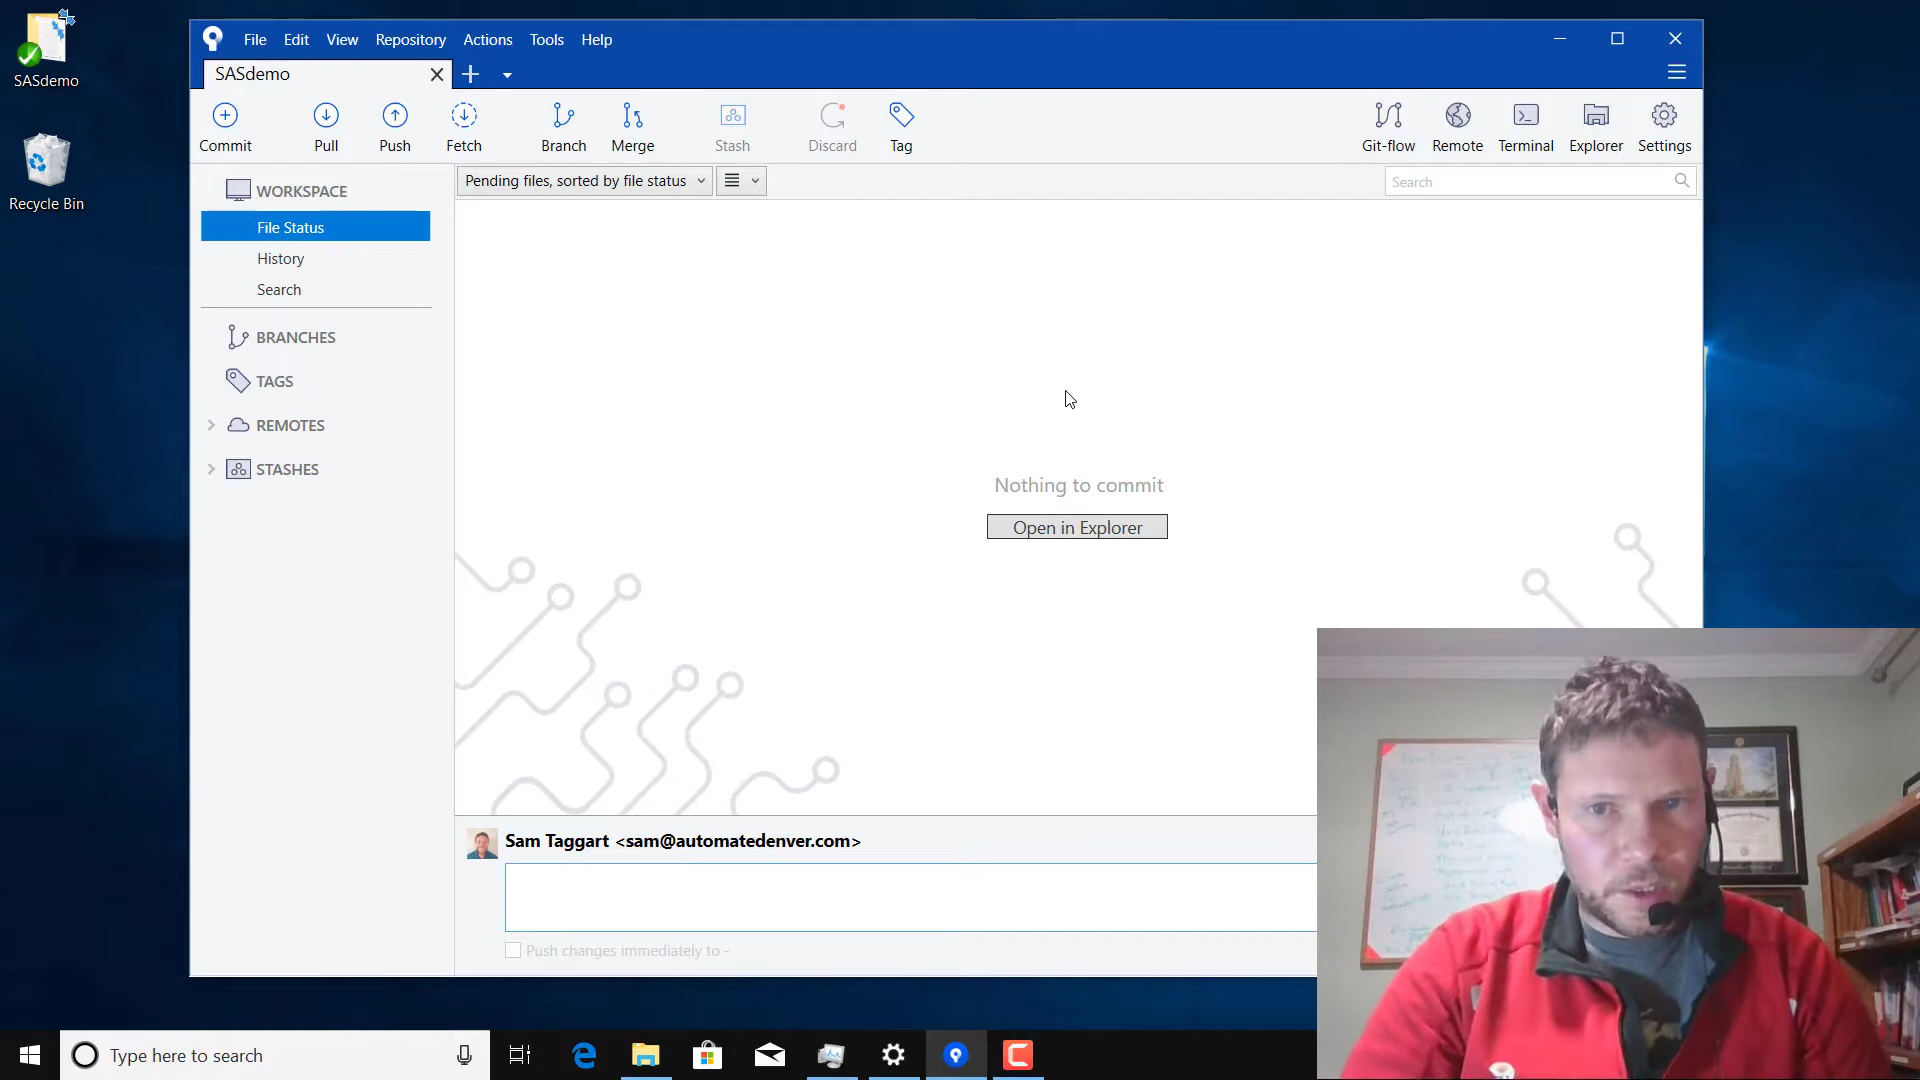 SASdemo
Recycle Bin
File Edit View Repository Actions Tools Help
SASdemo
Commit Pull Push Fetch Branch Merge Stash Discard Tag Git-flow Remote Terminal Explorer Settings
WORKSPACE
File Status
History
Search
BRANCHES
TAGS
REMOTES
STASHES
Pending files, sorted by file status
Search
Nothing to commit
Open in Explorer
Sam Taggart <sam@automatedenver.com>
Push changes immediately to -
Type here to search